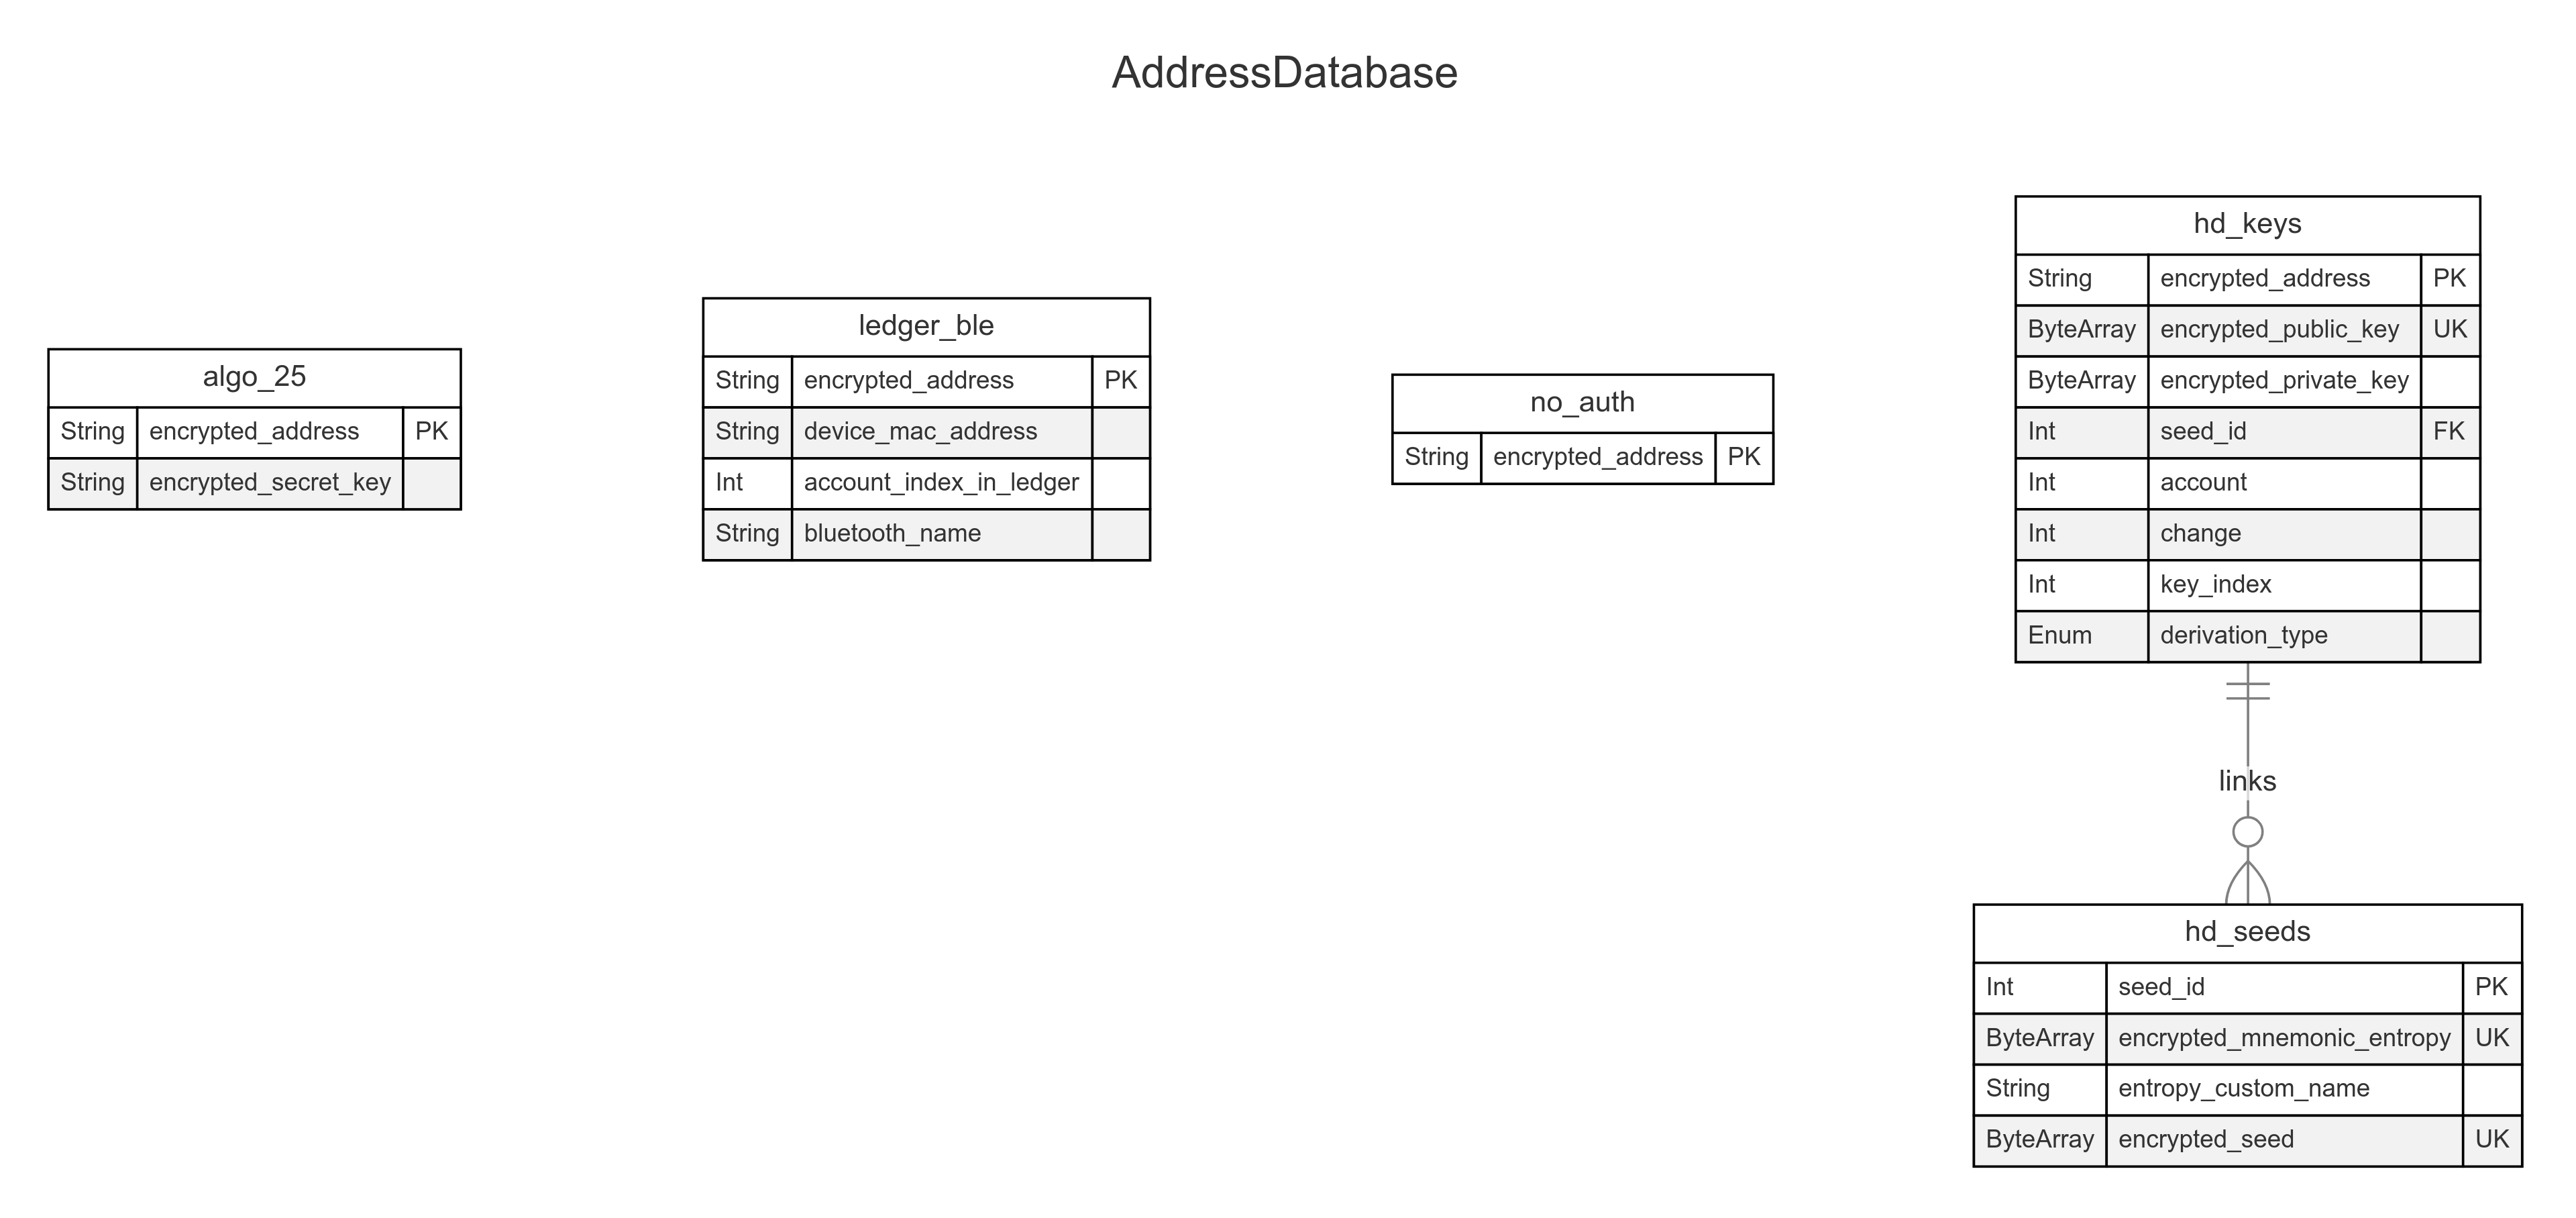 AddressDatabase
algo_25
String encrypted_address PK
String encrypted_secret_key
ledger_ble
String encrypted_address PK
String device_mac_address
Int account_index_in_ledger
String bluetooth_name
no_auth
String encrypted_address PK
hd_keys
String encrypted_address PK
ByteArray encrypted_public_key UK
ByteArray encrypted_private_key
Int seed_id FK
Int account
Int change
Int key_index
Enum derivation_type
links
hd_seeds
Int seed_id PK
ByteArray encrypted_mnemonic_entropy UK
String entropy_custom_name
ByteArray encrypted_seed UK